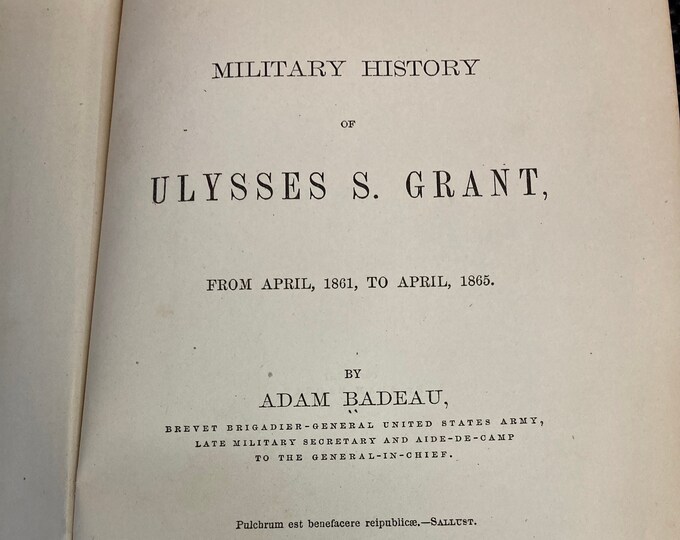 MILITARY HISTORY
OF
ULYSSES S. GRANT,
FROM APRIL, 1861, TO APRIL, 1865.
BY
ADAM BADEAU,
BREVET BRIGADIER-GENERAL UNITED STATES ARMY,
LATE MILITARY SECRETARY AND AIDE-DE-CAMP
TO THE GENERAL-IN-CHIEF.
Pulchrum est benefacere reipublicæ.—SALLUST.